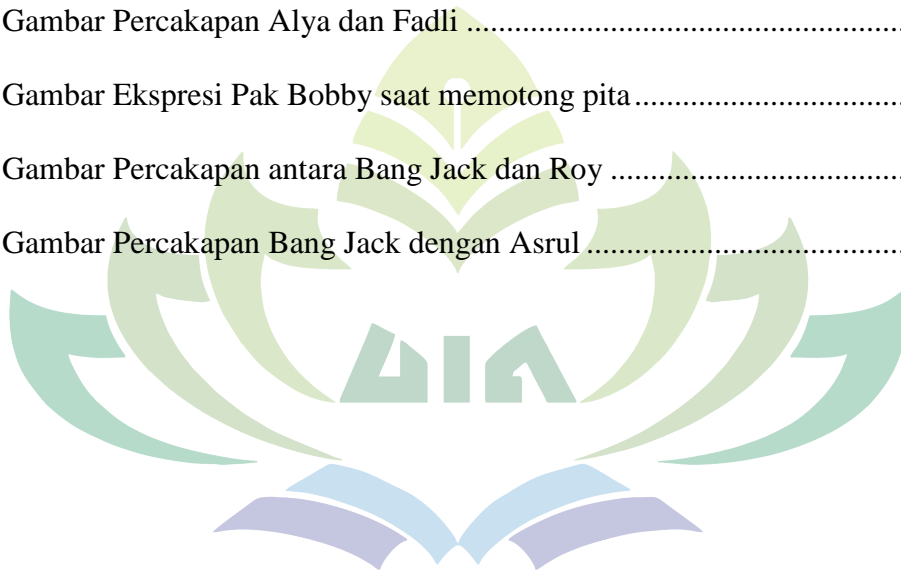 Gambar Percakapan Alya dan Fadli ........................................................
Gambar Ekspresi Pak Bobby saat memotong pita ..................................
Gambar Percakapan antara Bang Jack dan Roy .....................................
Gambar Percakapan Bang Jack dengan Asrul ........................................
UIN